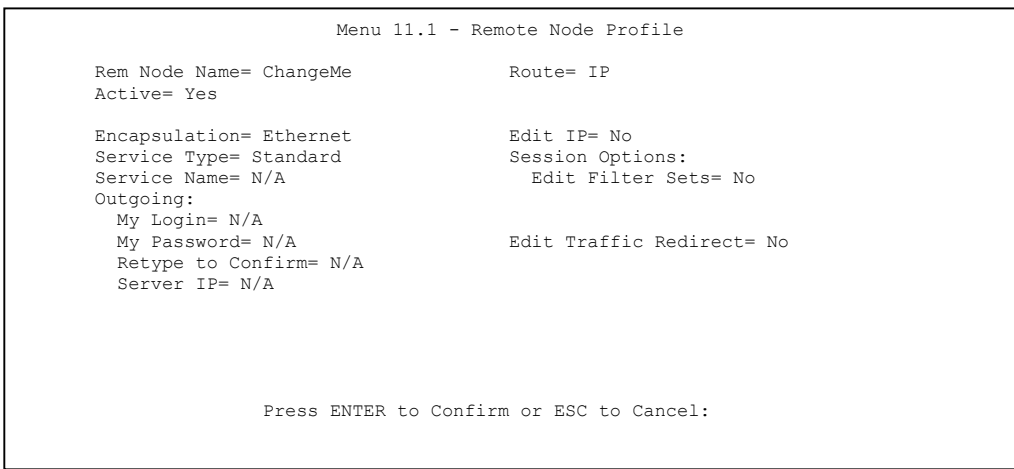 Menu 11.1 - Remote Node Profile
Rem Node Name= ChangeMe Route= IP
Active= Yes
Encapsulation= Ethernet Edit IP= No
Service Type= Standard Session Options:
Service Name= N/A Edit Filter Sets= No
Outgoing:
My Login= N/A
My Password= N/A Edit Traffic Redirect= No
Retype to Confirm= N/A
Server IP= N/A
Press ENTER to Confirm or ESC to Cancel: